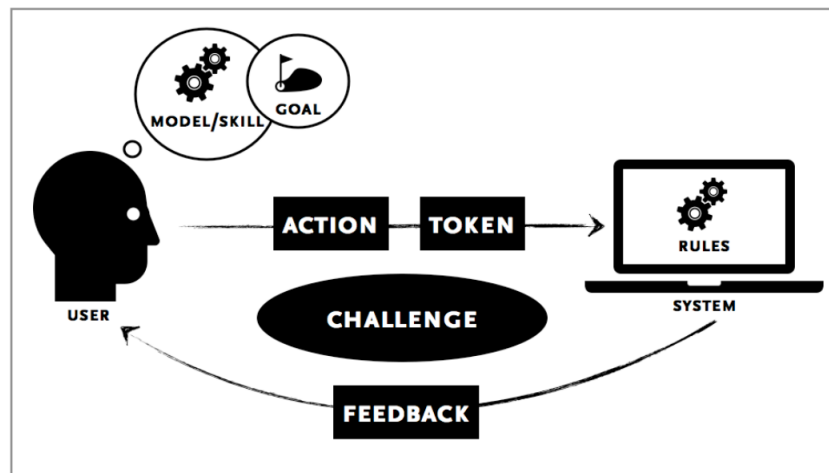 MODEL/SKILL
GOAL
ACTION
TOKEN
RULES
USER
CHALLENGE
SYSTEM
FEEDBACK